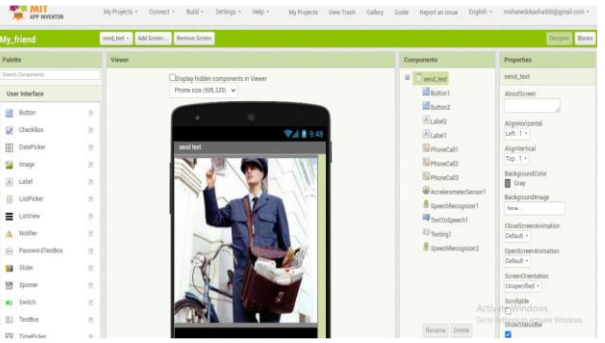 MIT
APP INVENTOR
My Projects
Connect
Build
Settings
Help
My Projects
View Trash
Gallery
Guide
Report an Issue
English
My_friend
send_text
Add Screen ...
Remove Screen
Designer
Blocks
Palette
Search Components...
User Interface
Button
CheckBox
DatePicker
Image
Label
ListPicker
ListView
Notifier
PasswordTextBox
Slider
Spinner
Switch
TextBox
TimePicker
Viewer
Display hidden components in Viewer
Phone size (505,320)
9:48
send text
Components
send_text
Button1
Button2
Label2
Label1
PhoneCall1
PhoneCall2
PhoneCall3
AccelerometerSensor1
SpeechRecognizer1
TextToSpeech1
Texting1
SpeechRecognizer2
Rename
Delete
Properties
send_text
AboutScreen
AlignHorizontal
Left : 1
AlignVertical
Top : 1
BackgroundColor
Gray
BackgroundImage
None...
CloseScreenAnimation
Default
OpenScreenAnimation
Default
ScreenOrientation
Unspecified
Scrollable
ShowStatusBar
Activate Windows
Go to Settings to activate Windows.